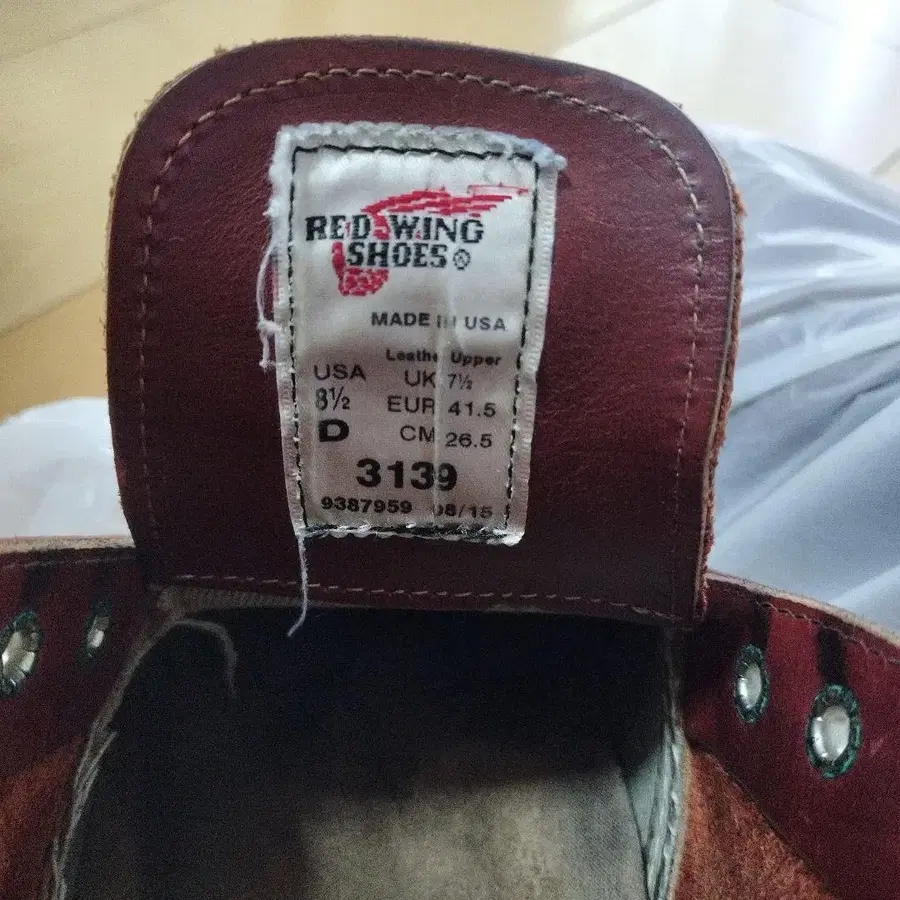 RED WING
SHOES®
MADE IN USA
Leathe Upper
USA UK 7½
8½ EUR 41.5
D CM 26.5
3139
9387959 08/15